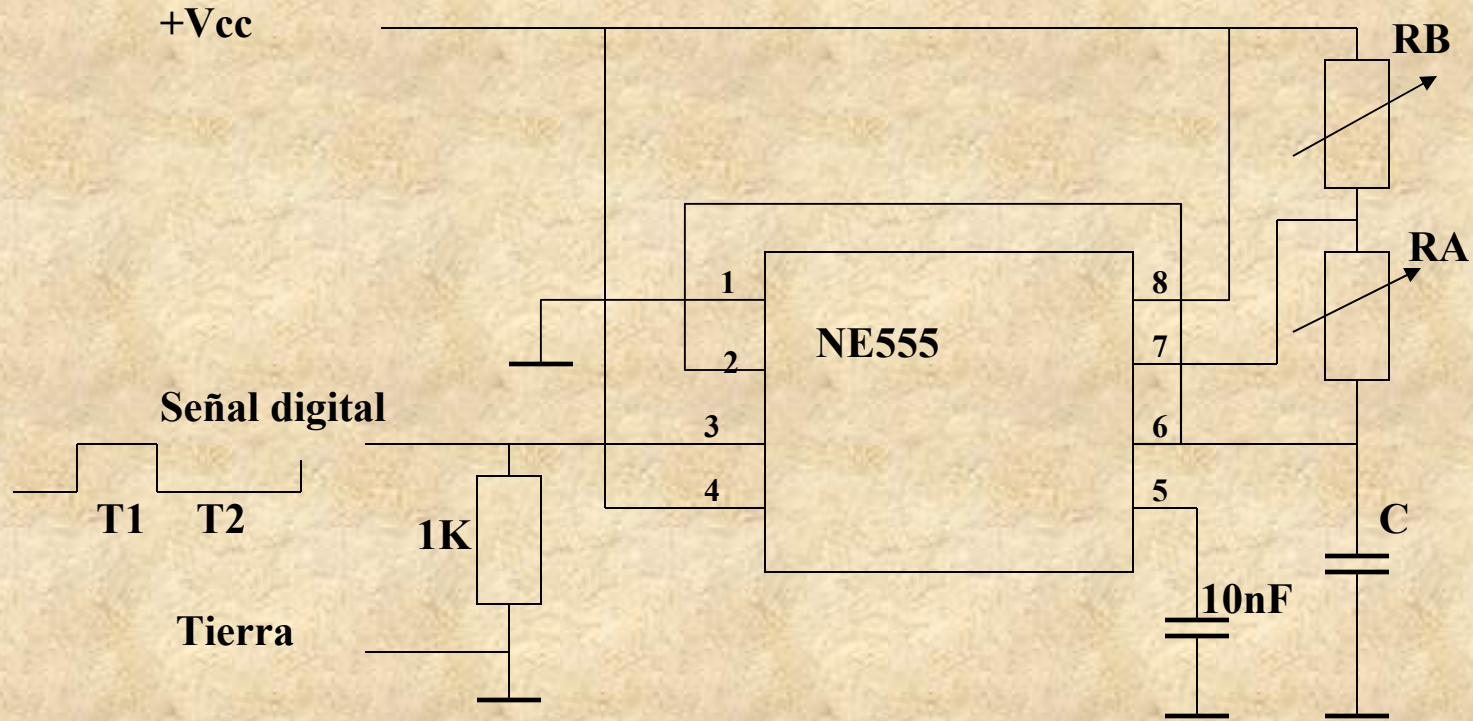 +Vcc
RB
RA
1
8
NE555
7
2
Señal digital
3
6
4
5
T1
T2
1K
C
10nF
Tierra